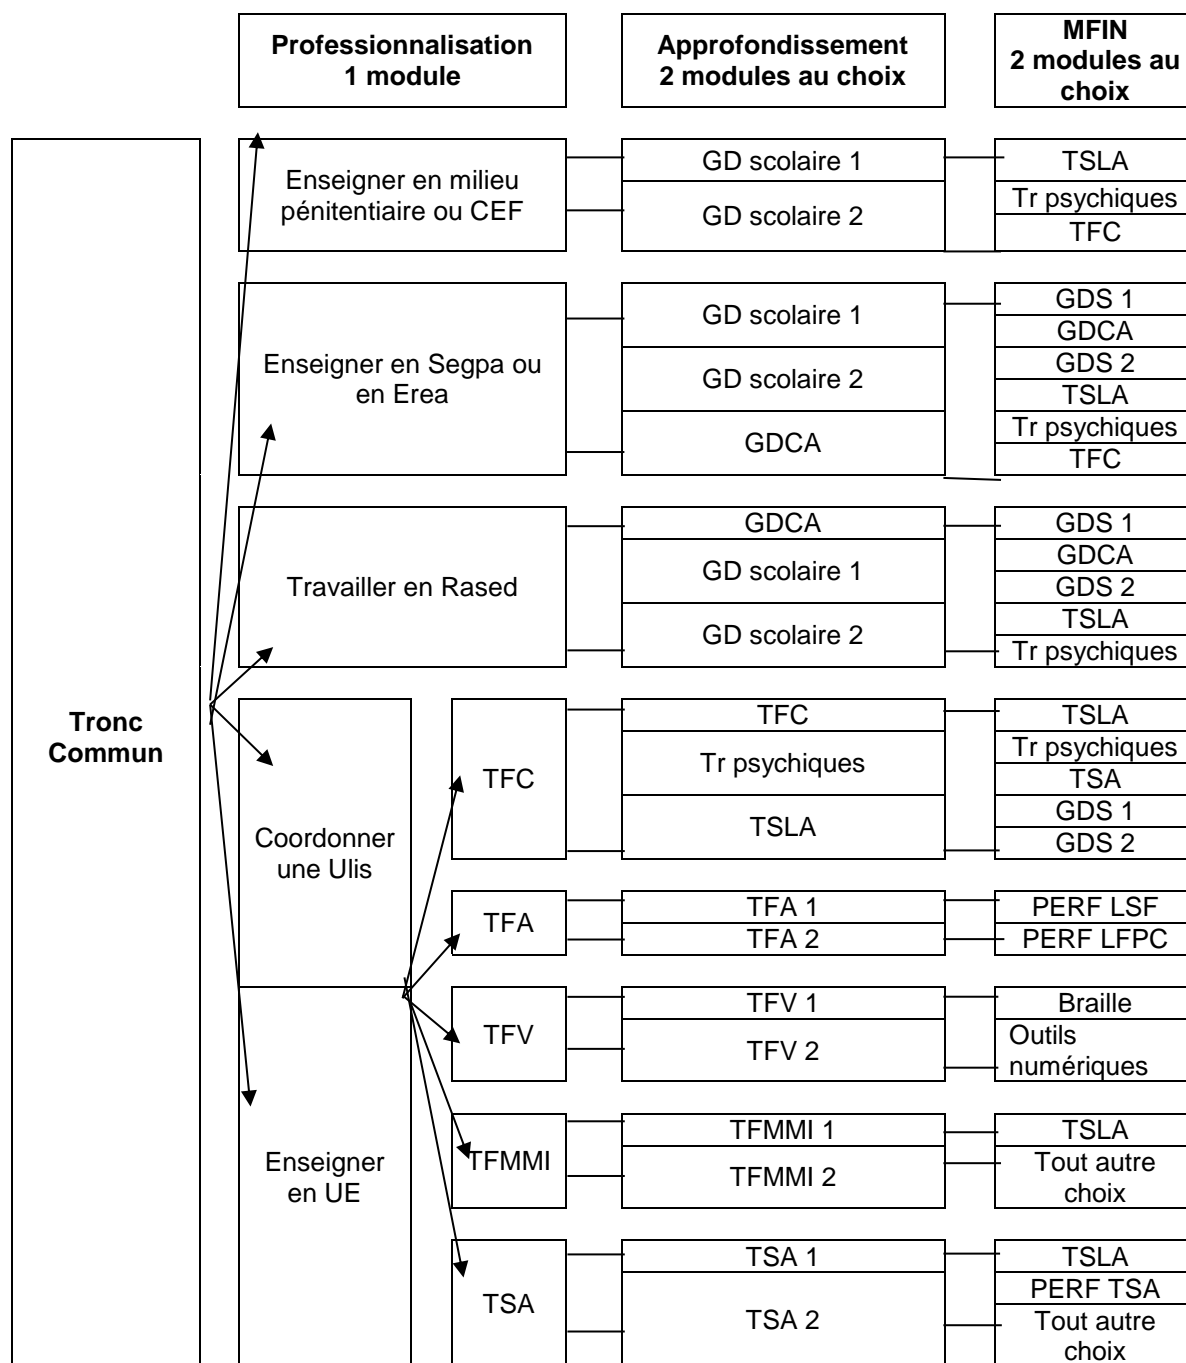 Professionnalisation
1 module
Approfondissement
2 modules au choix
MFIN
2 modules au
choix
Tronc
Commun
Enseigner en milieu
pénitentiaire ou CEF
GD scolaire 1
GD scolaire 2
TSLA
Tr psychiques
TFC
Enseigner en Segpa ou
en Erea
GD scolaire 1
GD scolaire 2
GDCA
GDS 1
GDCA
GDS 2
TSLA
Tr psychiques
TFC
Travailler en Rased
GDCA
GD scolaire 1
GD scolaire 2
GDS 1
GDCA
GDS 2
TSLA
Tr psychiques
Coordonner
une Ulis
Enseigner
en UE
TFC
TFC
Tr psychiques
TSLA
TSLA
Tr psychiques
TSA
GDS 1
GDS 2
TFA
TFA 1
TFA 2
PERF LSF
PERF LFPC
TFV
TFV 1
TFV 2
Braille
Outils
numériques
TFMMI
TFMMI 1
TFMMI 2
TSLA
Tout autre
choix
TSA
TSA 1
TSA 2
TSLA
PERF TSA
Tout autre
choix